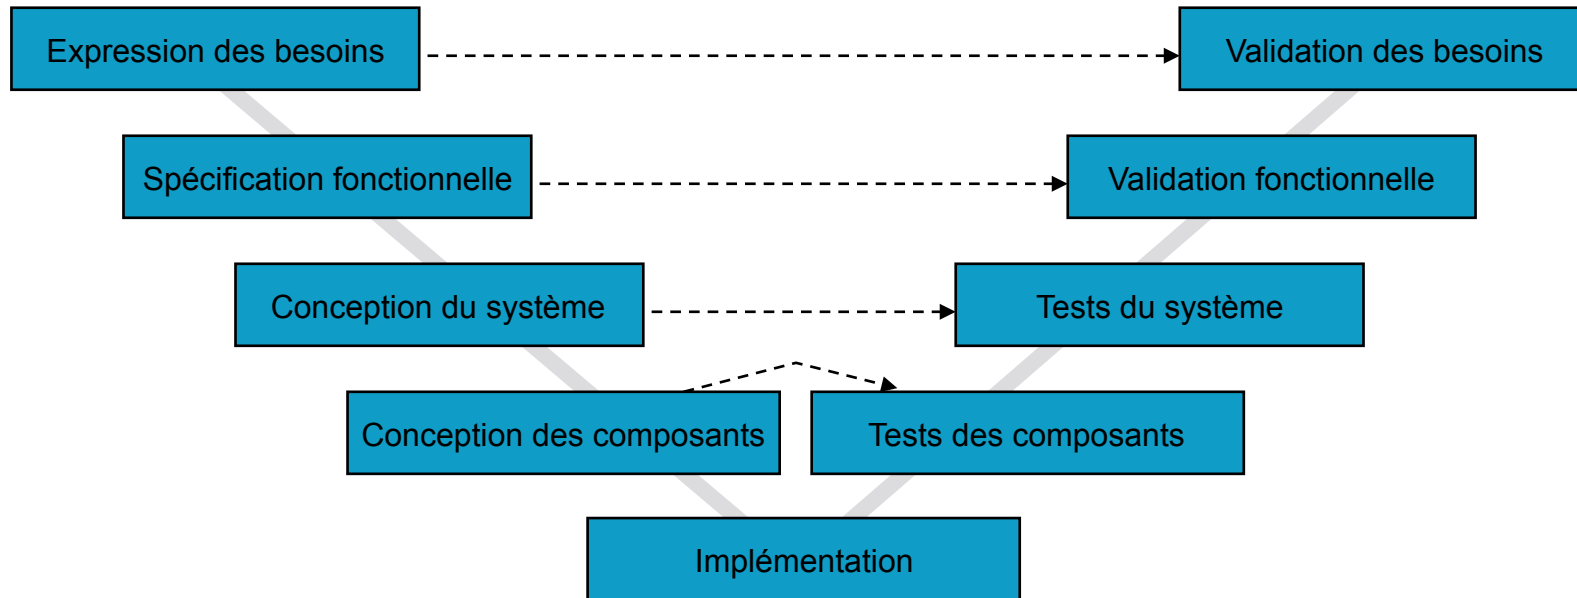 Expression des besoins
Validation des besoins
Spécification fonctionnelle
Validation fonctionnelle
Conception du système
Tests du système
Conception des composants
Tests des composants
Implémentation